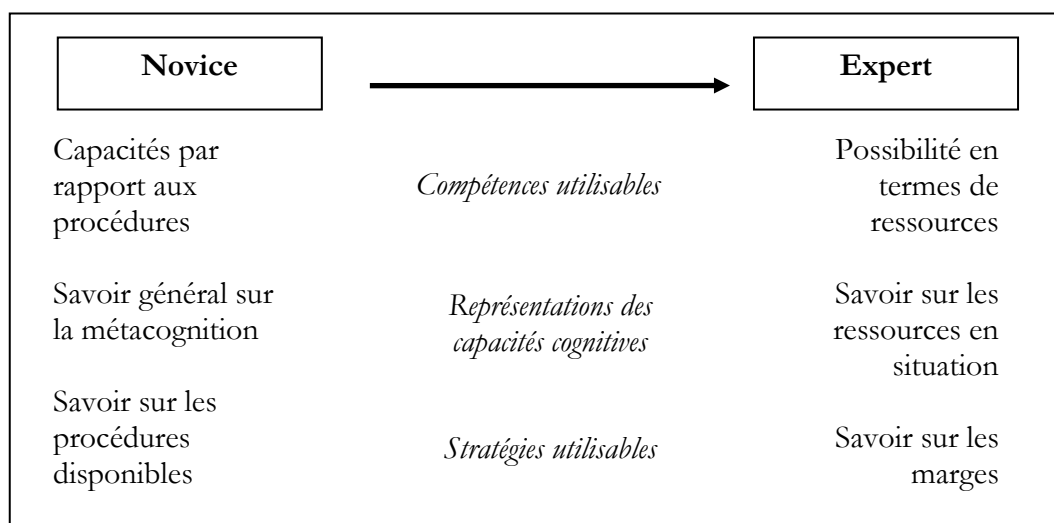 Novice
Expert
Capacités par
rapport aux
procédures
Compétences utilisables
Possibilité en
termes de
ressources
Savoir général sur
la métacognition
Représentations des
capacités cognitives
Savoir sur les
ressources en
situation
Savoir sur les
procédures
disponibles
Stratégies utilisables
Savoir sur les
marges